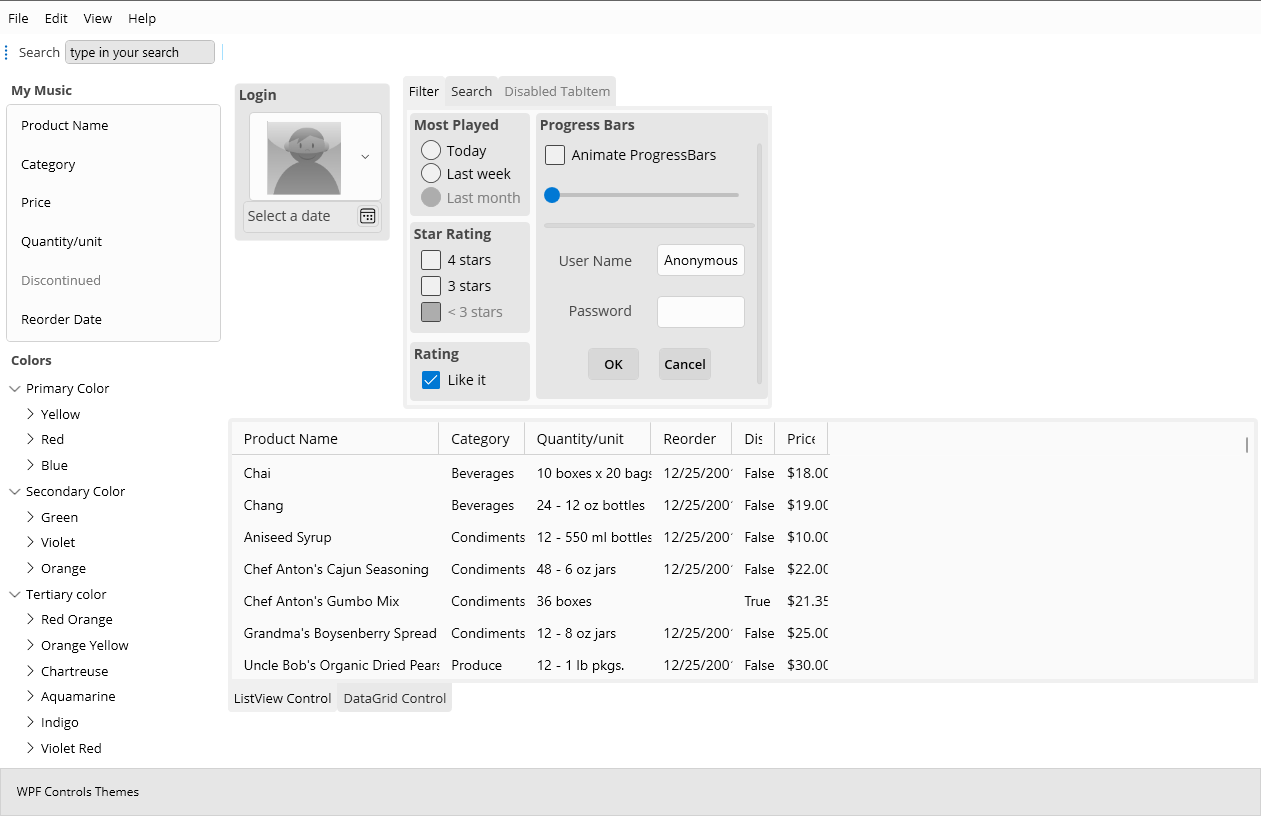 File Edit View Help
Search type in your search
My Music
Product Name
Category
Price
Quantity/unit
Discontinued
Reorder Date
Colors
Primary Color
Yellow
Red
Blue
Secondary Color
Green
Violet
Orange
Tertiary color
Red Orange
Orange Yellow
Chartreuse
Aquamarine
Indigo
Violet Red
Login
Select a date
Filter Search Disabled TabItem
Most Played
Today
Last week
Last month
Star Rating
4 stars
3 stars
< 3 stars
Rating
Like it
Progress Bars
Animate ProgressBars
User Name Anonymous
Password
OK Cancel
Product Name Category Quantity/unit Reorder Dis Price
Chai Beverages 10 boxes x 20 bags 12/25/200 False $18.00
Chang Beverages 24 - 12 oz bottles 12/25/200 False $19.00
Aniseed Syrup Condiments 12 - 550 ml bottles 12/25/200 False $10.00
Chef Anton's Cajun Seasoning Condiments 48 - 6 oz jars 12/25/200 False $22.00
Chef Anton's Gumbo Mix Condiments 36 boxes True $21.35
Grandma's Boysenberry Spread Condiments 12 - 8 oz jars 12/25/200 False $25.00
Uncle Bob's Organic Dried Pears Produce 12 - 1 lb pkgs. 12/25/200 False $30.00
ListView Control DataGrid Control
WPF Controls Themes